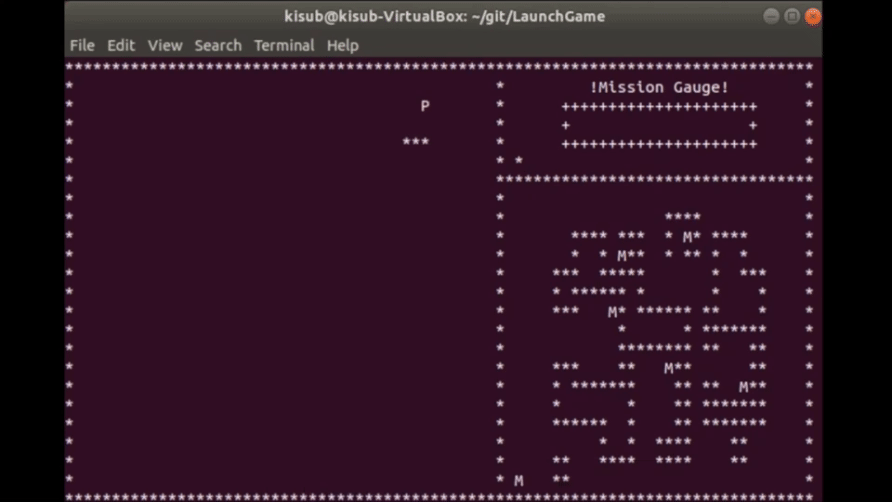 kisub@kisub-VirtualBox: ~/git/LaunchGame
File Edit View Search Terminal Help
*********************************************************************************
* * !Mission Gauge! *
* P * +++++++++++++++++++++ *
* * + + *
* *** * +++++++++++++++++++++ *
* * * *
* **********************************
* * *
* * **** *
* * **** *** * M* **** *
* * * * M** * ** * * *
* * *** ***** * *** *
* * * ****** * * * *
* * *** M* ****** ** * *
* * * * ******* *
* * ******** ** ** *
* * *** ** M** ** *
* * * ******* ** ** M** *
* * * * ** ******* *
* * ****** * ** ******* *
* * * * **** ** *
* * ** **** **** ** *
* * M ** *
*********************************************************************************